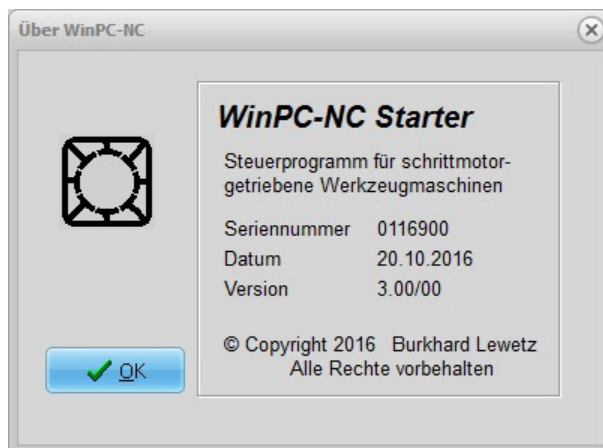 Über WinPC-NC
WinPC-NC Starter
Steuerprogramm für schrittmotor-
getriebene Werkzeugmaschinen
Seriennummer 0116900
Datum 20.10.2016
Version 3.00/00
© Copyright 2016 Burkhard Lewetz
Alle Rechte vorbehalten
OK